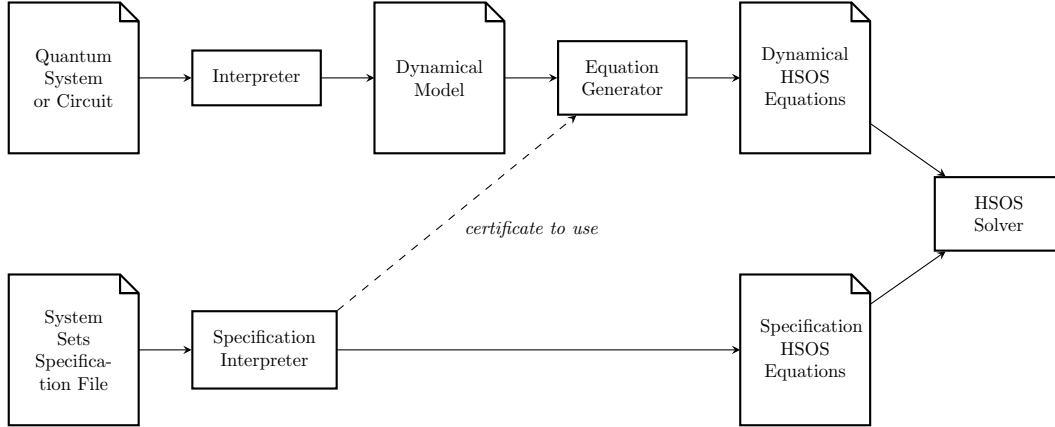 Quantum
System
or Circuit
Interpreter
Dynamical
Model
Equation
Generator
Dynamical
HSOS
Equations
HSOS
Solver
certificate to use
System
Sets
Specifica-
tion File
Specification
Interpreter
Specification
HSOS
Equations